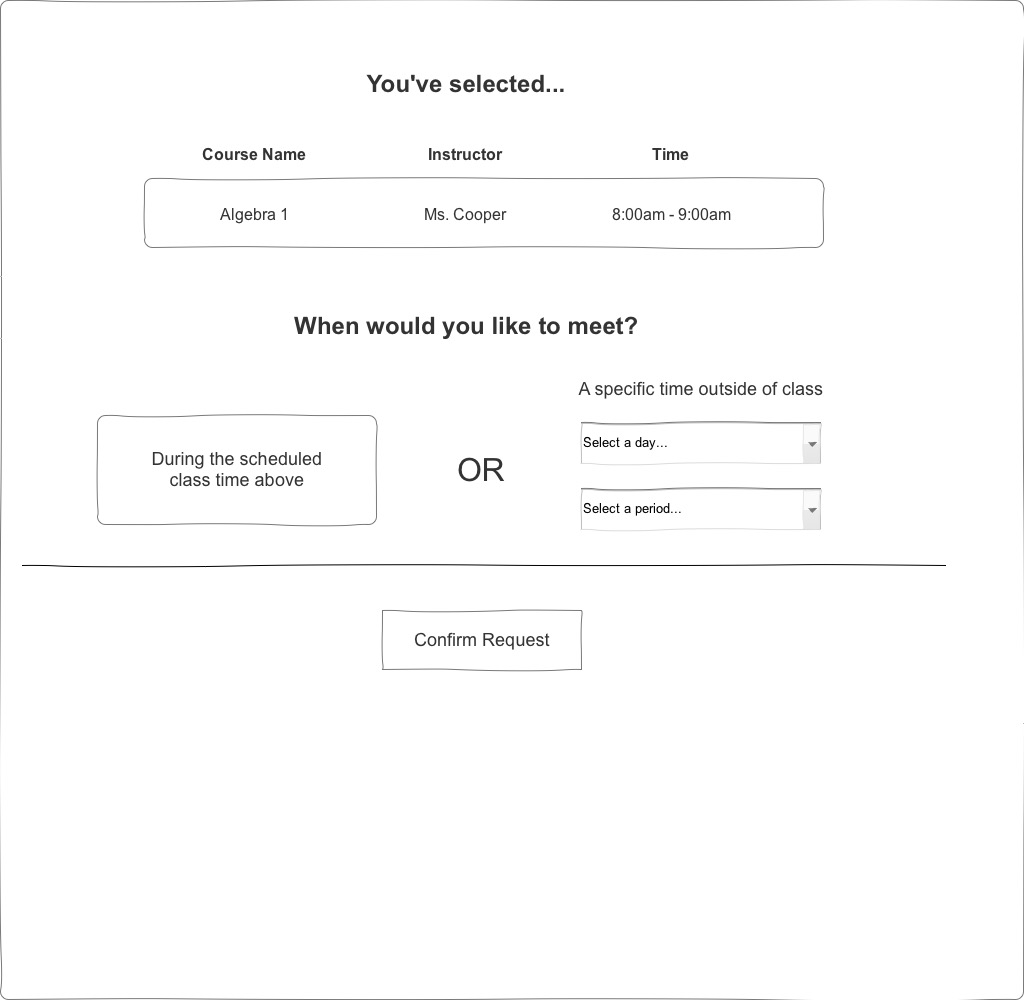 You've selected...
Course Name Instructor Time
Algebra 1 Ms. Cooper 8:00am - 9:00am
When would you like to meet?
A specific time outside of class
During the scheduled
class time above
OR
Select a day...
Select a period...
Confirm Request